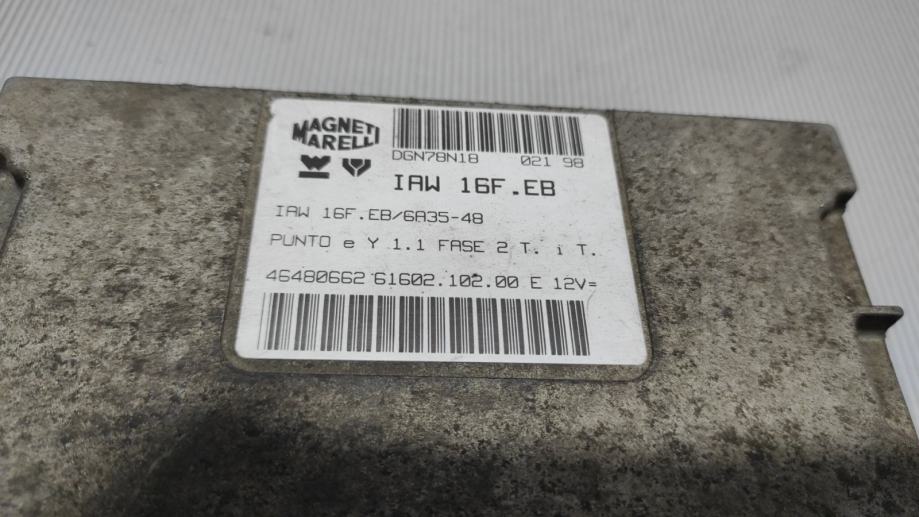 MAGNETI
MARELLI
DGN78N18 021 98
IAW 16F.EB
IAW 16F.EB/6A35-48
PUNTO e Y 1.1 FASE 2 T. i T.
46480662 61602.102.00 E 12V=